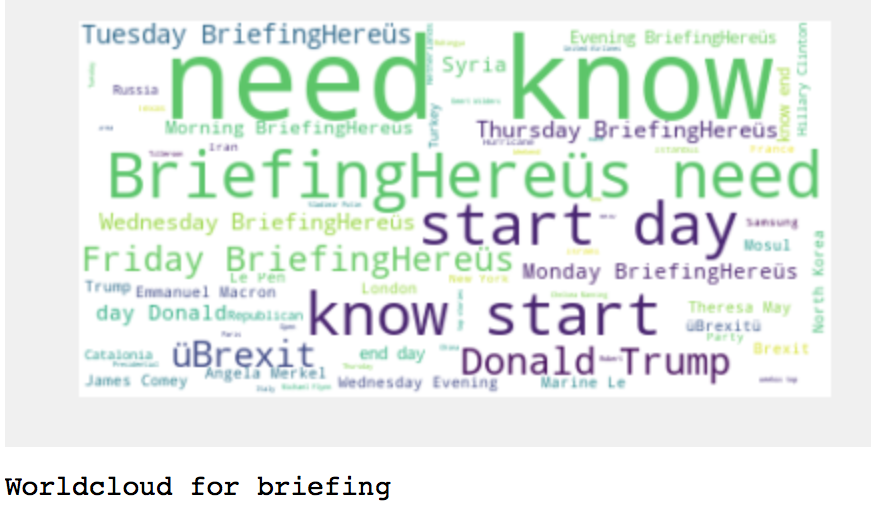 Tuesday BriefingHereüs
Evening BriefingHereüs
need know
Syria
Russia
Hillary Clinton
know end
Turkey
Morning BriefingHereüs
Thursday BriefingHereüs
Hurricane
Iran
France
BriefingHereüs need
Wednesday BriefingHereüs
start day
Samsung
Mosul
North Korea
Friday BriefingHereüs
Monday BriefingHereüs
Le Pen
New York
Trump
Emmanuel Macron
London
day Donald
Republican
know start
Theresa May
üBrexitü
Party
Catalonia
Presidential
üBrexit
end day
Donald Trump
Brexit
James Comey
Angela Merkel
Wednesday Evening
Marine Le
Worldcloud for briefing